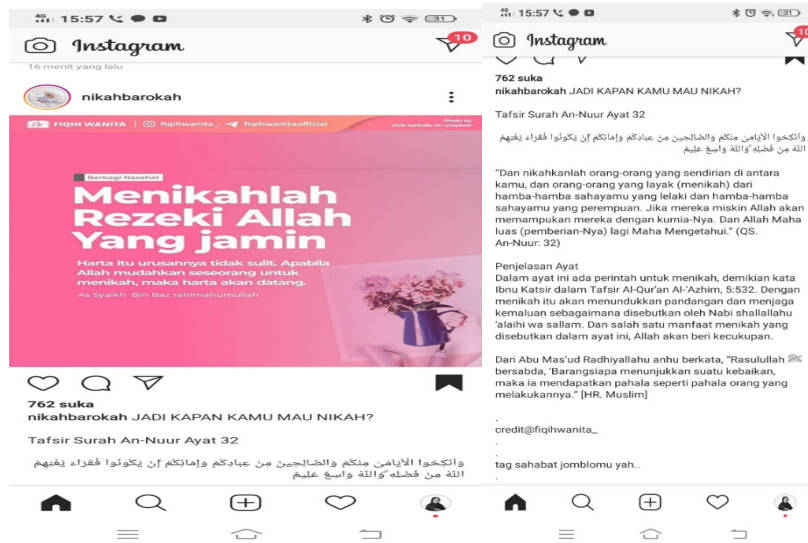 15:57
31
Instagram
10
16 menit yang lalu
nikahbarokah
FIQIH WANITA | fiqihwanita_ fiqihwanitaofficial
Photo by
Berbagi Nasehat
Menikahlah
Rezeki Allah
Yang jamin
Harta itu urusannya tidak sulit. Apabila
Allah mudahkan seseorang untuk
menikah, maka harta akan datang.
As Syaikh Bin Baz rahimahumullah
762 suka
nikahbarokah JADI KAPAN KAMU MAU NIKAH?
Tafsir Surah An-Nuur Ayat 32
وَأَنْكِحُوا الْأَيَامَىٰ مِنْكُمْ وَالصَّالِحِينَ مِنْ عِبَادِكُمْ وَإِمَائِكُمْ إِنْ يَكُونُوا فُقَرَاءَ يُغْنِهِمُ
اللَّهُ مِنْ فَضْلِهِ وَاللَّهُ وَاسِعٌ عَلِيمٌ
15:57
31
Instagram
10
762 suka
nikahbarokah JADI KAPAN KAMU MAU NIKAH?
Tafsir Surah An-Nuur Ayat 32
وَأَنْكِحُوا الْأَيَامَىٰ مِنْكُمْ وَالصَّالِحِينَ مِنْ عِبَادِكُمْ وَإِمَائِكُمْ إِنْ يَكُونُوا فُقَرَاءَ يُغْنِهِمُ
اللَّهُ مِنْ فَضْلِهِ وَاللَّهُ وَاسِعٌ عَلِيمٌ
"Dan nikahkanlah orang-orang yang sendirian di antara
kamu, dan orang-orang yang layak (menikah) dari
hamba-hamba sahayamu yang lelaki dan hamba-hamba
sahayamu yang perempuan. Jika mereka miskin Allah akan
memampukan mereka dengan kurnia-Nya. Dan Allah Maha
luas (pemberian-Nya) lagi Maha Mengetahui." (QS.
An-Nuur: 32)
Penjelasan Ayat
Dalam ayat ini ada perintah untuk menikah, demikian kata
Ibnu Katsir dalam Tafsir Al-Qur'an Al-'Azhim, 5:532. Dengan
menikah itu akan menundukkan pandangan dan menjaga
kemaluan sebagaimana disebutkan oleh Nabi shallallahu
'alaihi wa sallam. Dan salah satu manfaat menikah yang
disebutkan dalam ayat ini, Allah akan beri kecukupan.
Dari Abu Mas'ud Radhiyallahu anhu berkata, "Rasulullah ﷺ
bersabda, 'Barangsiapa menunjukkan suatu kebaikan,
maka ia mendapatkan pahala seperti pahala orang yang
melakukannya." [HR. Muslim]
.
credit@fiqihwanita_
.
.
tag sahabat jomblomu yah..
.